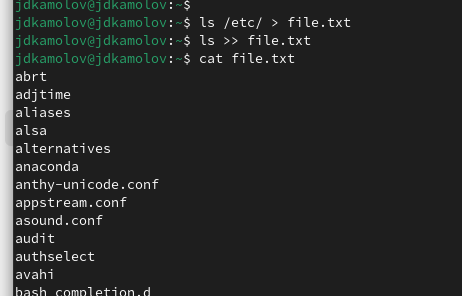 jdkamolov@jdkamolov:~$
jdkamolov@jdkamolov:~$ ls /etc/ > file.txt
jdkamolov@jdkamolov:~$ ls >> file.txt
jdkamolov@jdkamolov:~$ cat file.txt
abrt
adjtime
aliases
alsa
alternatives
anaconda
anthy-unicode.conf
appstream.conf
asound.conf
audit
authselect
avahi
bash_completion.d